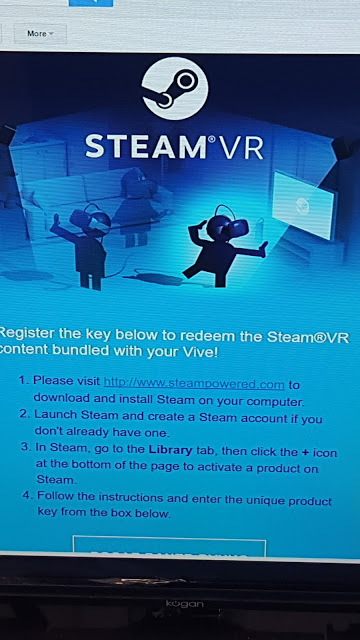 More
STEAM®VR
Register the key below to redeem the Steam®VR
content bundled with your Vive!
1. Please visit http://www.steampowered.com to
download and install Steam on your computer.
2. Launch Steam and create a Steam account if you
don't already have one.
3. In Steam, go to the Library tab, then click the + icon
at the bottom of the page to activate a product on
Steam.
4. Follow the instructions and enter the unique product
key from the box below.
kogan